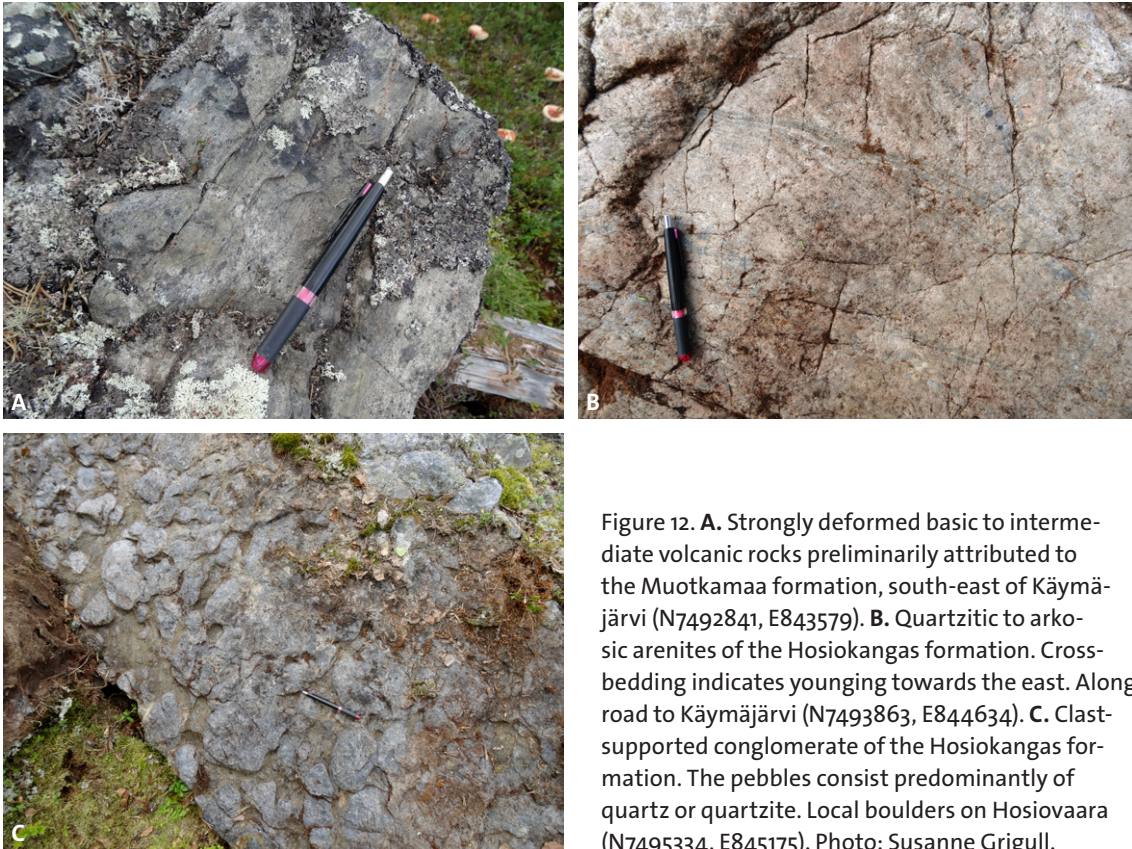 A
B
C
Figure 12. A. Strongly deformed basic to interme-
diate volcanic rocks preliminarily attributed to
the Muotkamaa formation, south-east of Käymä-
järvi (N7492841, E843579). B. Quartzitic to arko-
sic arenites of the Hosiokangas formation. Cross-
bedding indicates younging towards the east. Along
road to Käymäjärvi (N7493863, E844634). C. Clast-
supported conglomerate of the Hosiokangas for-
mation. The pebbles consist predominantly of
quartz or quartzite. Local boulders on Hosiovaara
(N7495334, E845175). Photo: Susanne Grigull.